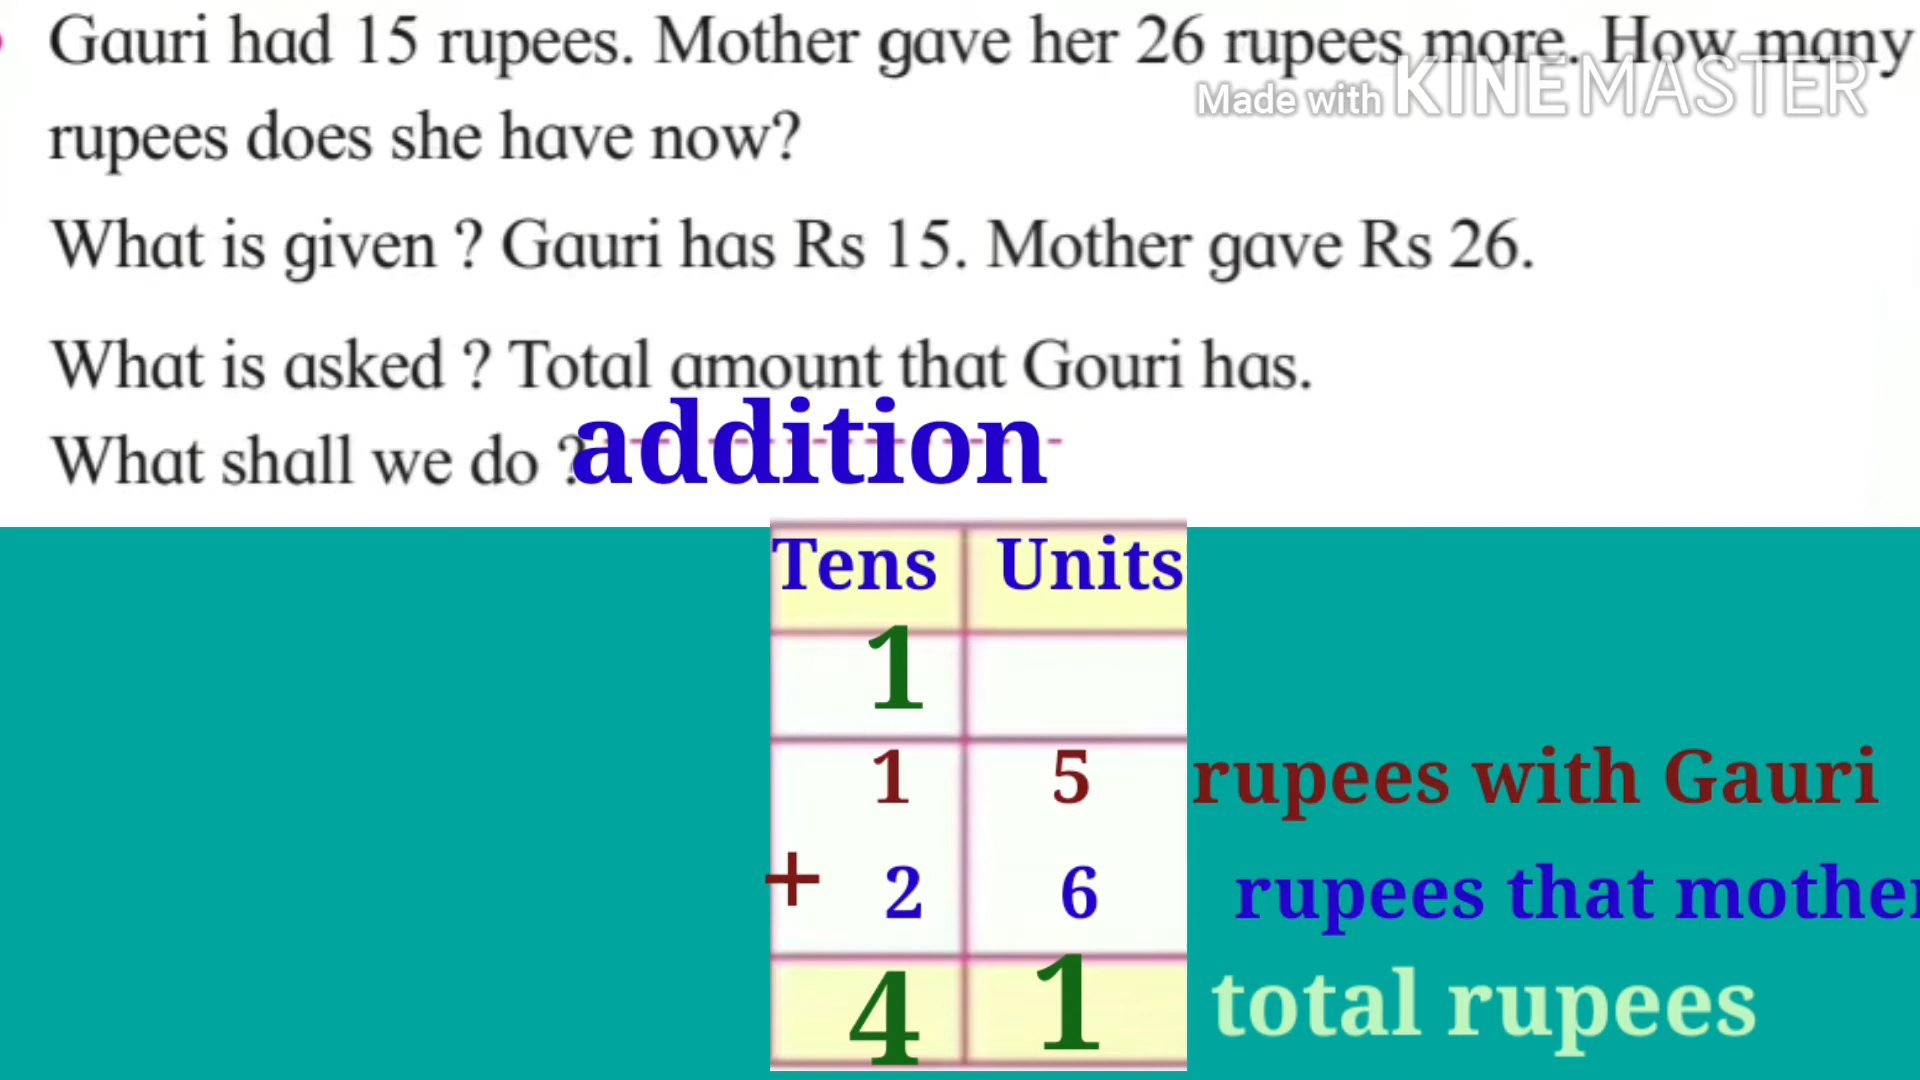 Gauri had 15 rupees. Mother gave her 26 rupees more. How many
Made with KINEMASTER
rupees does she have now?
What is given ? Gauri has Rs 15. Mother gave Rs 26.
What is asked ? Total amount that Gouri has.
What shall we do ? addition
Tens Units
1
1 5 rupees with Gauri
+ 2 6 rupees that mother
4 1 total rupees